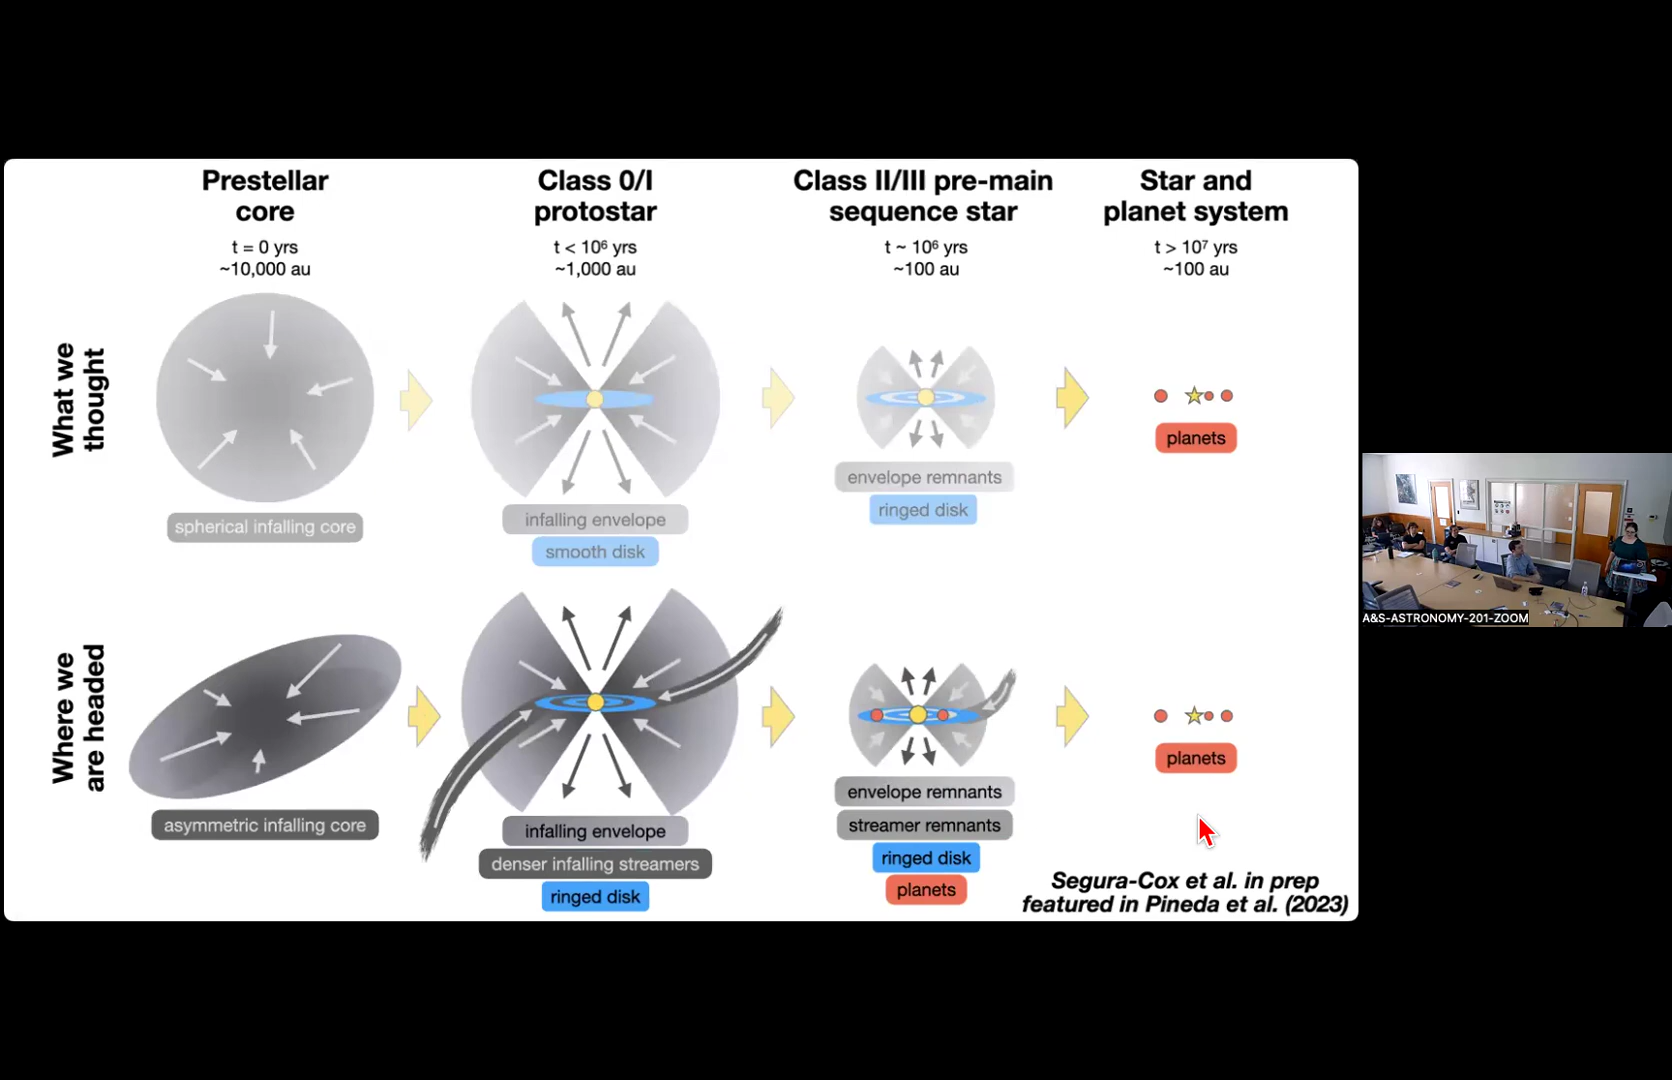 Prestellar
core
t = 0 yrs
~10,000 au
Class 0/I
protostar
t < 10⁶ yrs
~1,000 au
Class II/III pre-main
sequence star
t ~ 10⁶ yrs
~100 au
Star and
planet system
t > 10⁷ yrs
~100 au
What we
thought
spherical infalling core
infalling envelope
smooth disk
envelope remnants
ringed disk
planets
Where we
are headed
asymmetric infalling core
infalling envelope
denser infalling streamers
ringed disk
envelope remnants
streamer remnants
ringed disk
planets
planets
Segura-Cox et al. in prep
featured in Pineda et al. (2023)
A&S-ASTRONOMY-201-ZOOM